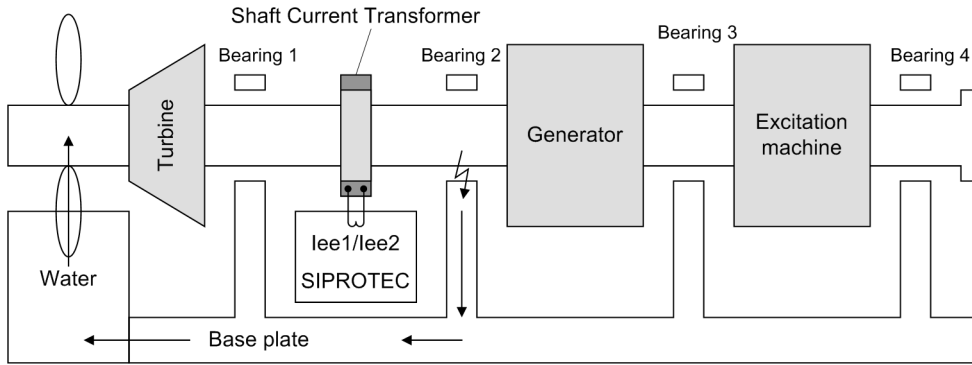 Shaft Current Transformer
Bearing 1
Bearing 2
Bearing 3
Bearing 4
Turbine
Generator
Excitation
machine
Iee1/Iee2
SIPROTEC
Water
Base plate